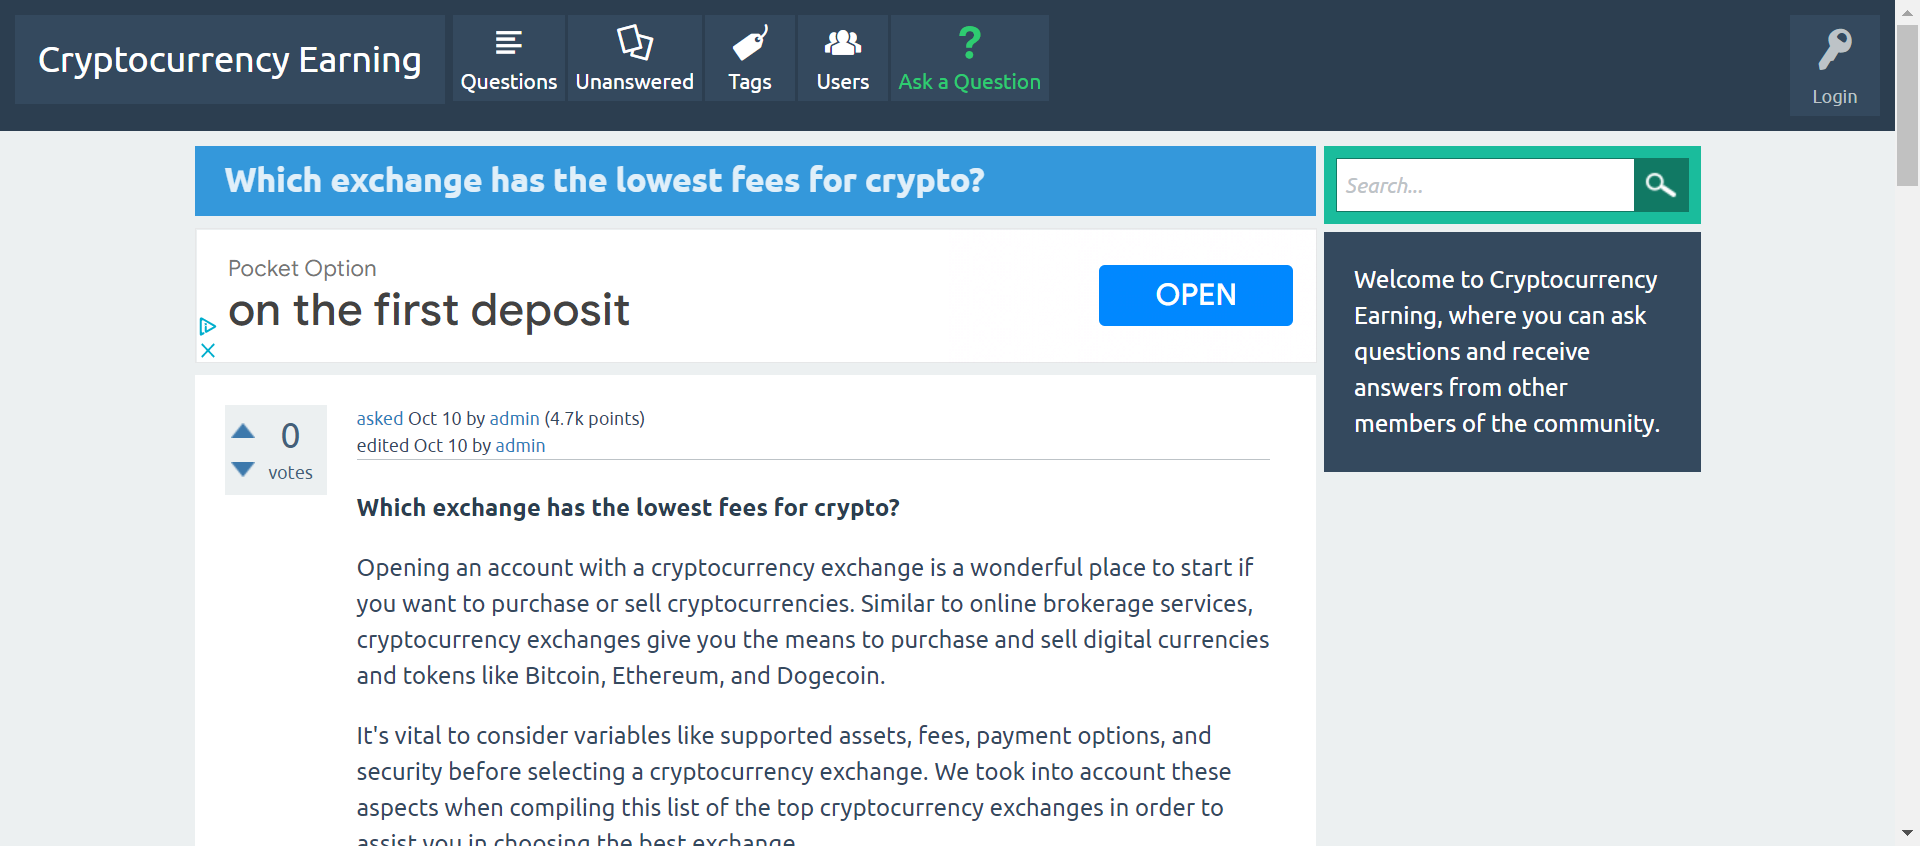 Cryptocurrency Earning
Questions
Unanswered
Tags
Users
?
Ask a Question
Login
Which exchange has the lowest fees for crypto?
Search...
Pocket Option
on the first deposit
OPEN
Welcome to Cryptocurrency
Earning, where you can ask
questions and receive
answers from other
members of the community.
0
votes
asked Oct 10 by admin (4.7k points)
edited Oct 10 by admin
Which exchange has the lowest fees for crypto?
Opening an account with a cryptocurrency exchange is a wonderful place to start if
you want to purchase or sell cryptocurrencies. Similar to online brokerage services,
cryptocurrency exchanges give you the means to purchase and sell digital currencies
and tokens like Bitcoin, Ethereum, and Dogecoin.
It's vital to consider variables like supported assets, fees, payment options, and
security before selecting a cryptocurrency exchange. We took into account these
aspects when compiling this list of the top cryptocurrency exchanges in order to
assist you in choosing the best exchange.